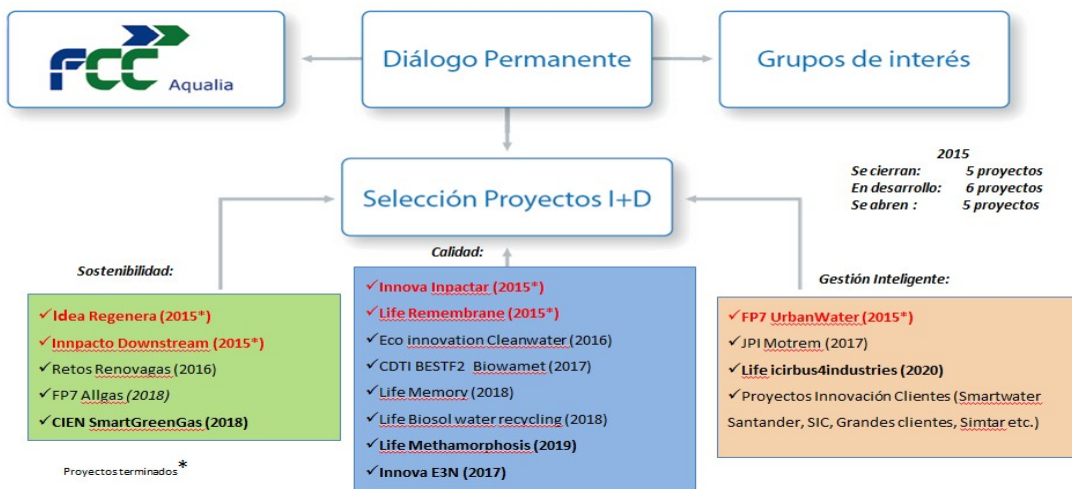 FCC
Aqualia
Diálogo Permanente
Grupos de interés
2015
Se cierran: 5 proyectos
En desarrollo: 6 proyectos
Se abren : 5 proyectos
Selección Proyectos I+D
Sostenibilidad:
✓Idea Regenera (2015*)
✓Innpacto Downstream (2015*)
✓Retos Renovagas (2016)
✓FP7 Allgas (2018)
✓CIEN SmartGreenGas (2018)
Proyectos terminados*
Calidad:
✓Innova Inpactar (2015*)
✓Life Remembrane (2015*)
✓Eco innovation Cleanwater (2016)
✓CDTI BESTF2 Biowamet (2017)
✓Life Memory (2018)
✓Life Biosol water recycling (2018)
✓Life Methamorphosis (2019)
✓Innova E3N (2017)
Gestión Inteligente:
✓FP7 UrbanWater (2015*)
✓JPI Motrem (2017)
✓Life icirbus4industries (2020)
✓Proyectos Innovación Clientes (Smartwater
Santander, SIC, Grandes clientes, Simtar etc.)